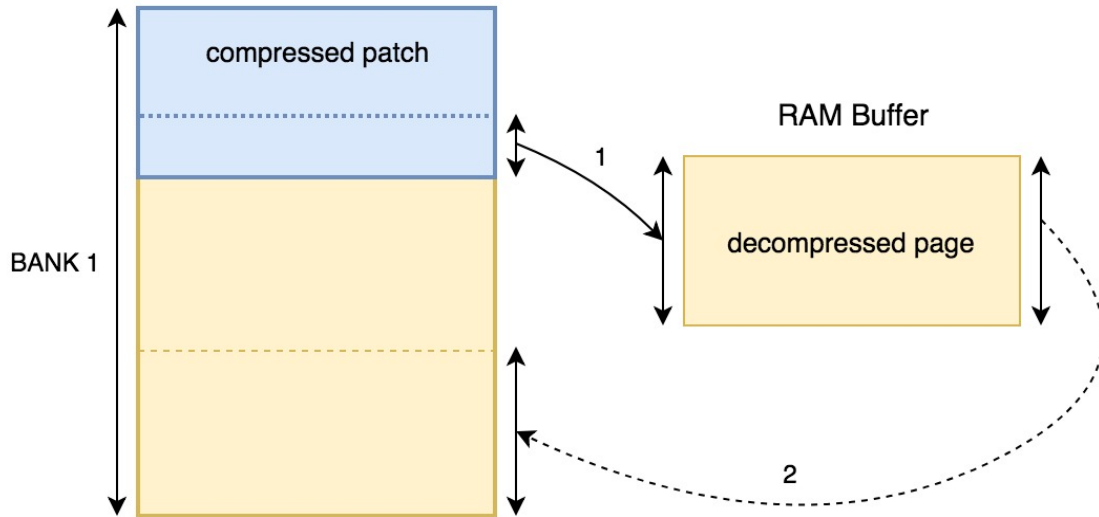 compressed patch
RAM Buffer
1
BANK 1
decompressed page
2